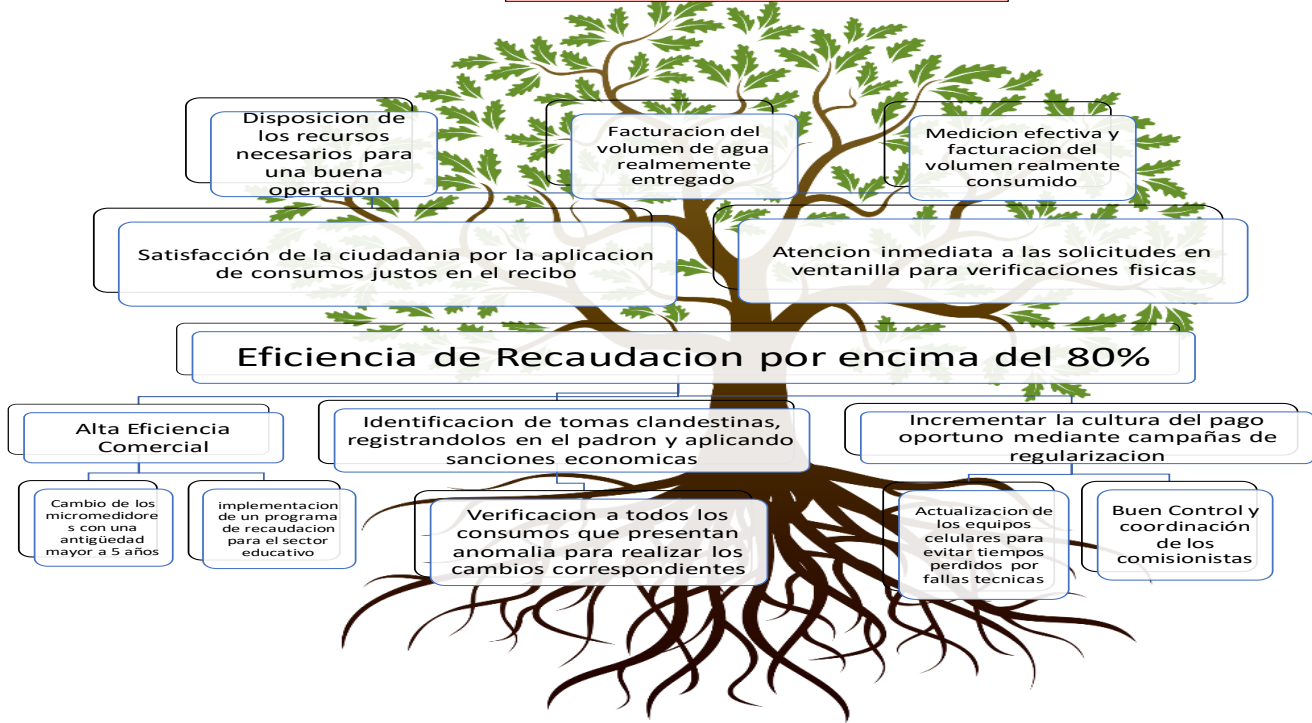 Disposicion de
los recursos
necesarios para
una buena
operacion
Facturacion del
volumen de agua
realmemente
entregado
Medicion efectiva y
facturacion del
volumen realmente
consumido
Satisfacción de la ciudadania por la aplicacion
de consumos justos en el recibo
Atencion inmediata a las solicitudes en
ventanilla para verificaciones fisicas
Eficiencia de Recaudacion por encima del 80%
Alta Eficiencia
Comercial
Identificacion de tomas clandestinas,
registrandolos en el padron y aplicando
sanciones economicas
Incrementar la cultura del pago
oportuno mediante campañas de
regularizacion
Cambio de los
micromedidore
s con una
antigüedad
mayor a 5 años
implementacion
de un programa
de recaudacion
para el sector
educativo
Verificacion a todos los
consumos que presentan
anomalia para realizar los
cambios correspondientes
Actualizacion de
los equipos
celulares para
evitar tiempos
perdidos por
fallas tecnicas
Buen Control y
coordinación
de los
comisionistas